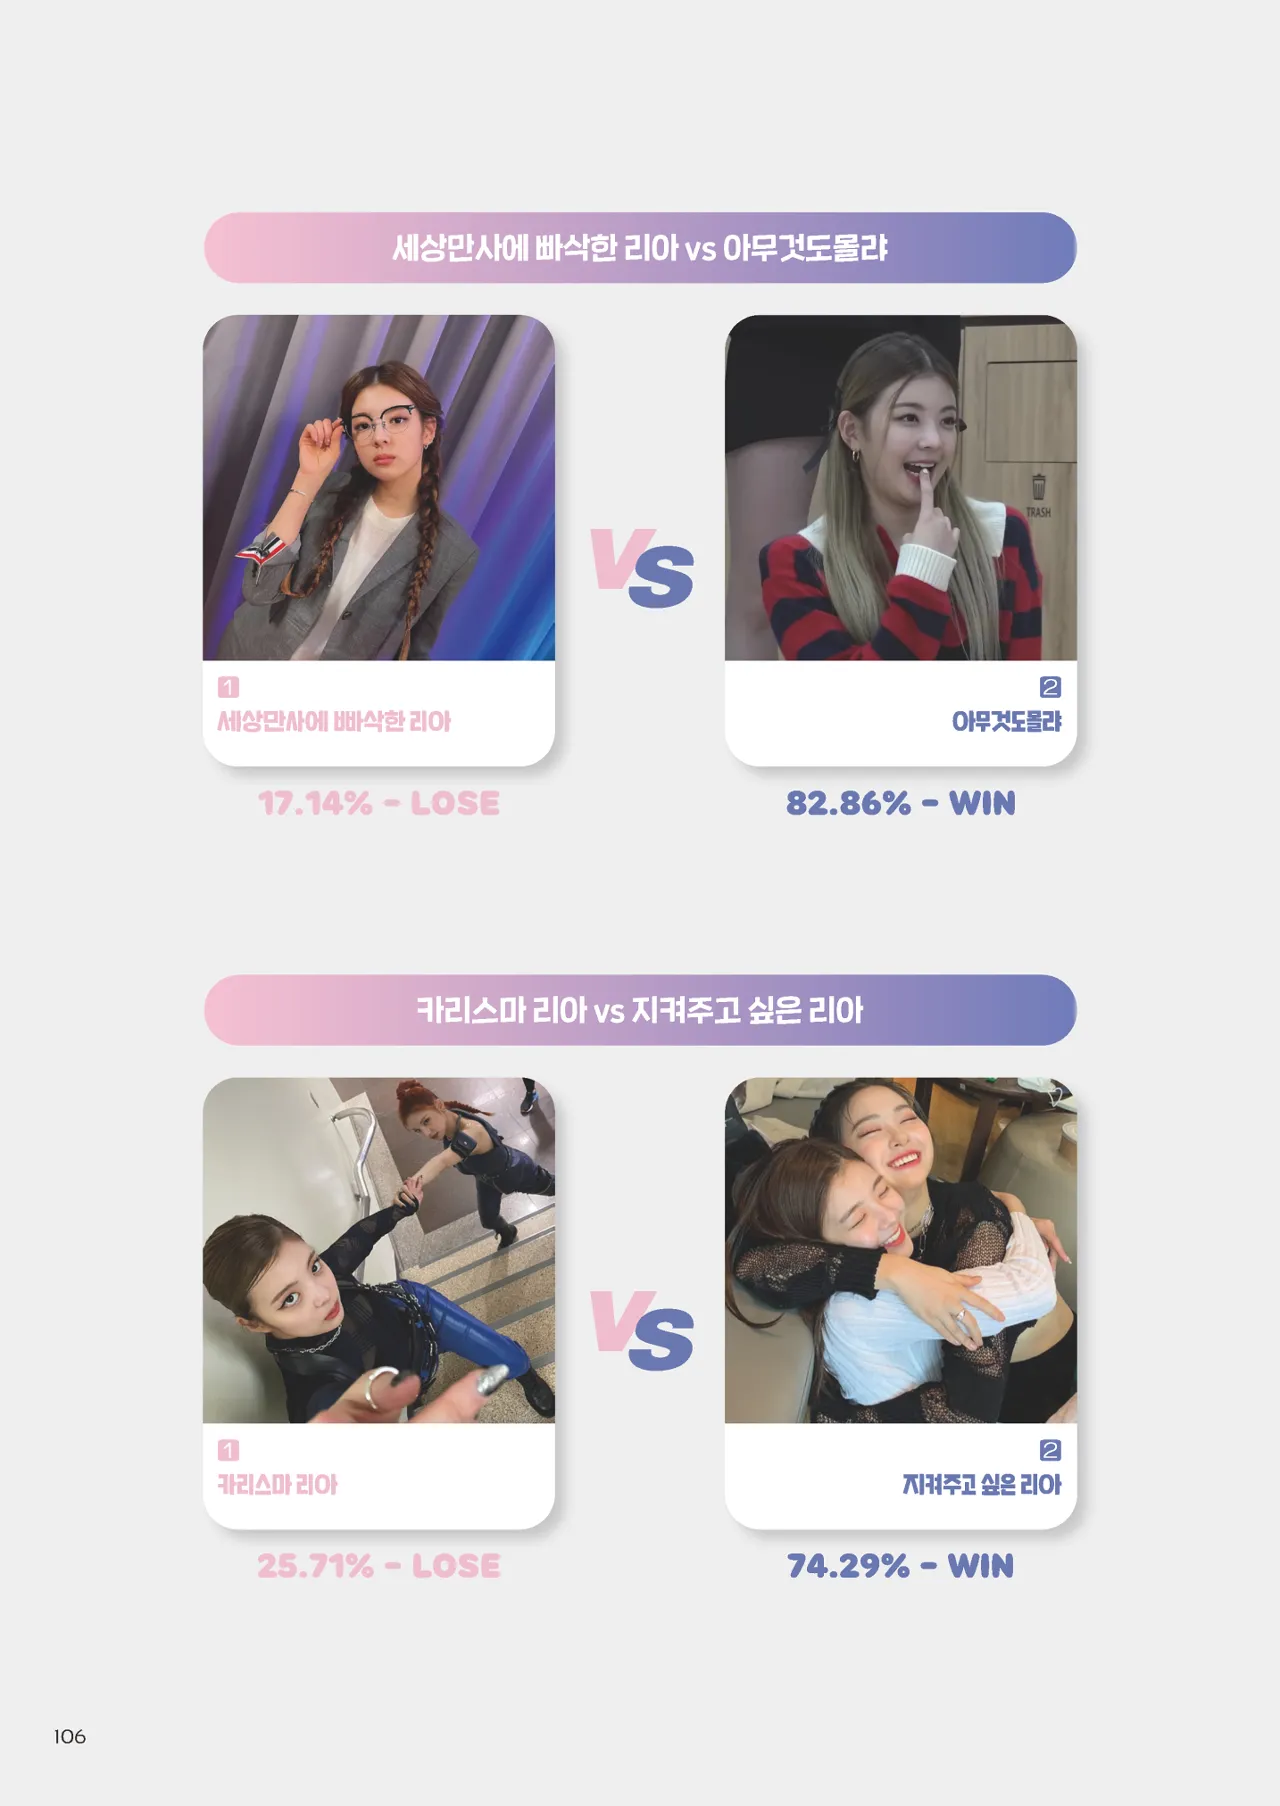 세상만사에 빠삭한 리아 vs 아무것도몰랴
VS
TRASH
1
세상만사에 빠삭한 리아
2
아무것도몰랴
17.14% - LOSE
82.86% - WIN
카리스마 리아 vs 지켜주고 싶은 리아
VS
1
카리스마 리아
2
지켜주고 싶은 리아
25.71% - LOSE
74.29% - WIN
106